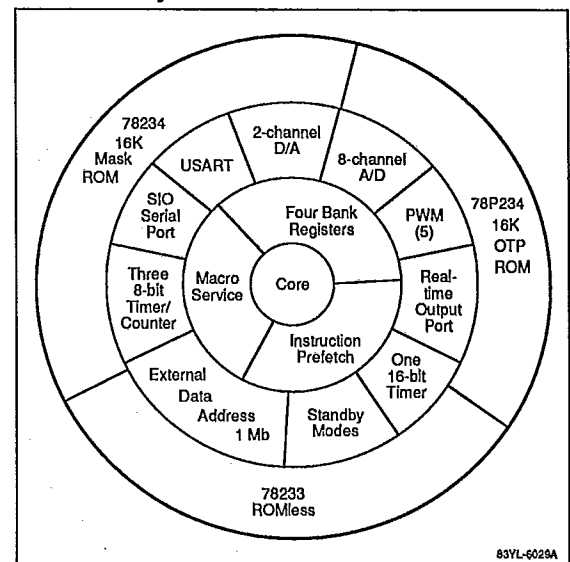 78234
16K
Mask
ROM
2-channel
D/A
8-channel
A/D
USART
78P234
16K
OTP
ROM
SIO
Serial
Port
Four Bank
Registers
PWM
(5)
Three
8-bit
Timer/
Counter
Macro
Service
Core
Real-
time
Output
Port
Instruction
Prefetch
One
16-bit
Timer
External
Data
Address
1 Mb
Standby
Modes
78233
ROMless
83YL-6029A